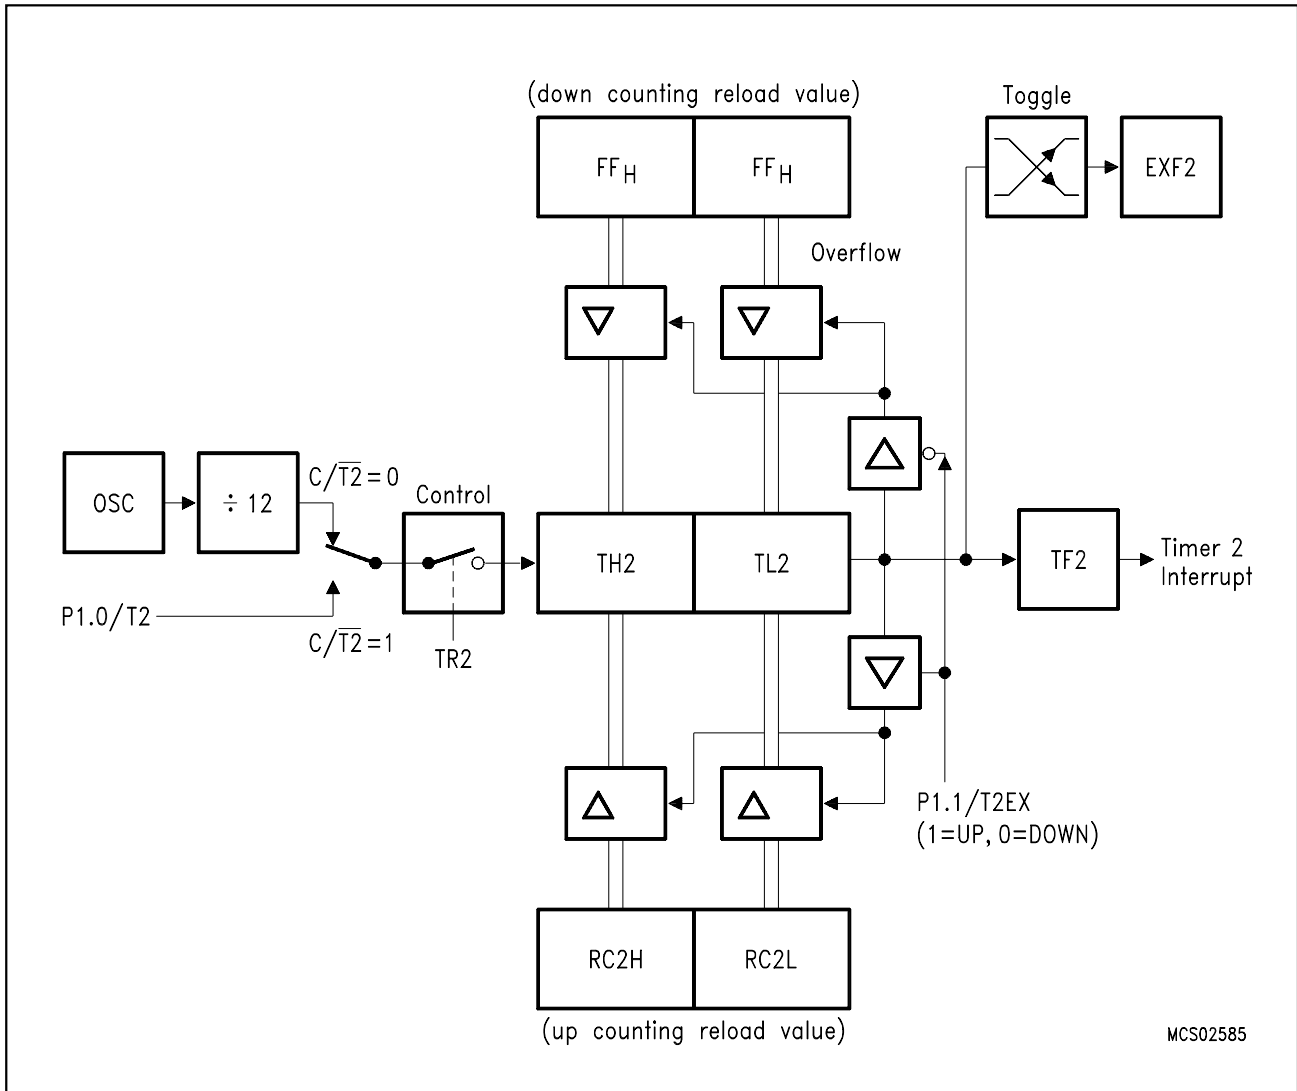 (down counting reload value)
Toggle
FFH
FFH
EXF2
Overflow
OSC
÷ 12
C/T2̅=0
Control
TH2
TL2
TF2
Timer 2
Interrupt
P1.0/T2
C/T2̅=1
TR2
P1.1/T2EX
(1=UP, 0=DOWN)
RC2H
RC2L
(up counting reload value)
MCS02585